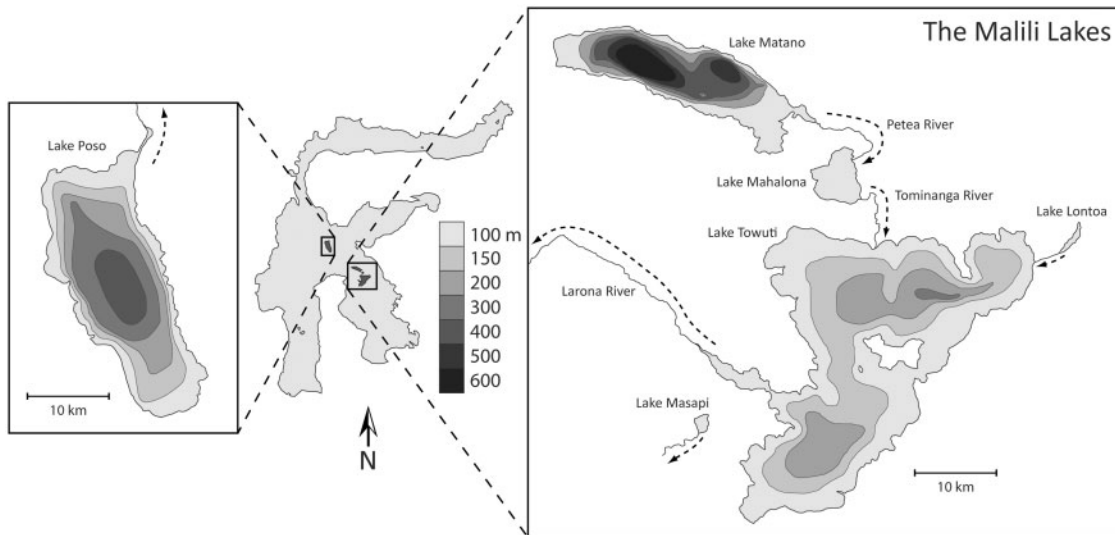 The Malili Lakes
Lake Matano
Petea River
Lake Mahalona
Tominanga River
Lake Lontoa
Lake Towuti
Larona River
Lake Masapi
10 km
Lake Poso
10 km
100 m
150
200
300
400
500
600
N